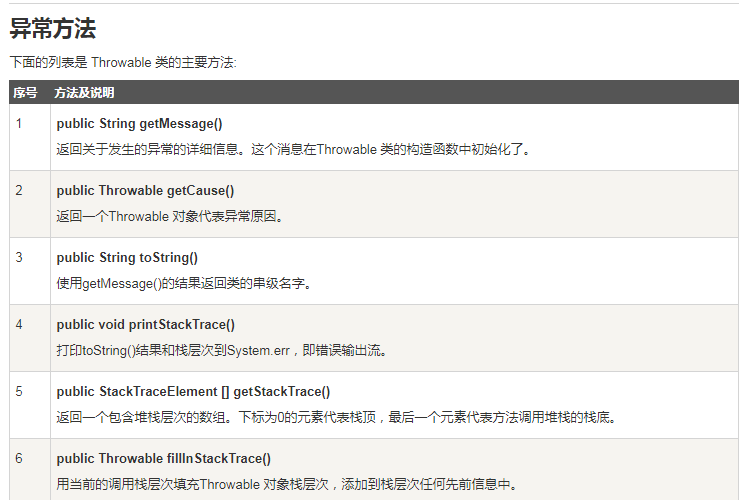 异常方法
下面的列表是 Throwable 类的主要方法:
序号 方法及说明
1 public String getMessage()
返回关于发生的异常的详细信息。这个消息在Throwable 类的构造函数中初始化了。
2 public Throwable getCause()
返回一个Throwable 对象代表异常原因。
3 public String toString()
使用getMessage()的结果返回类的串级名字。
4 public void printStackTrace()
打印toString()结果和栈层次到System.err，即错误输出流。
5 public StackTraceElement [] getStackTrace()
返回一个包含堆栈层次的数组。下标为0的元素代表栈顶，最后一个元素代表方法调用堆栈的栈底。
6 public Throwable fillInStackTrace()
用当前的调用栈层次填充Throwable 对象栈层次，添加到栈层次任何先前信息中。